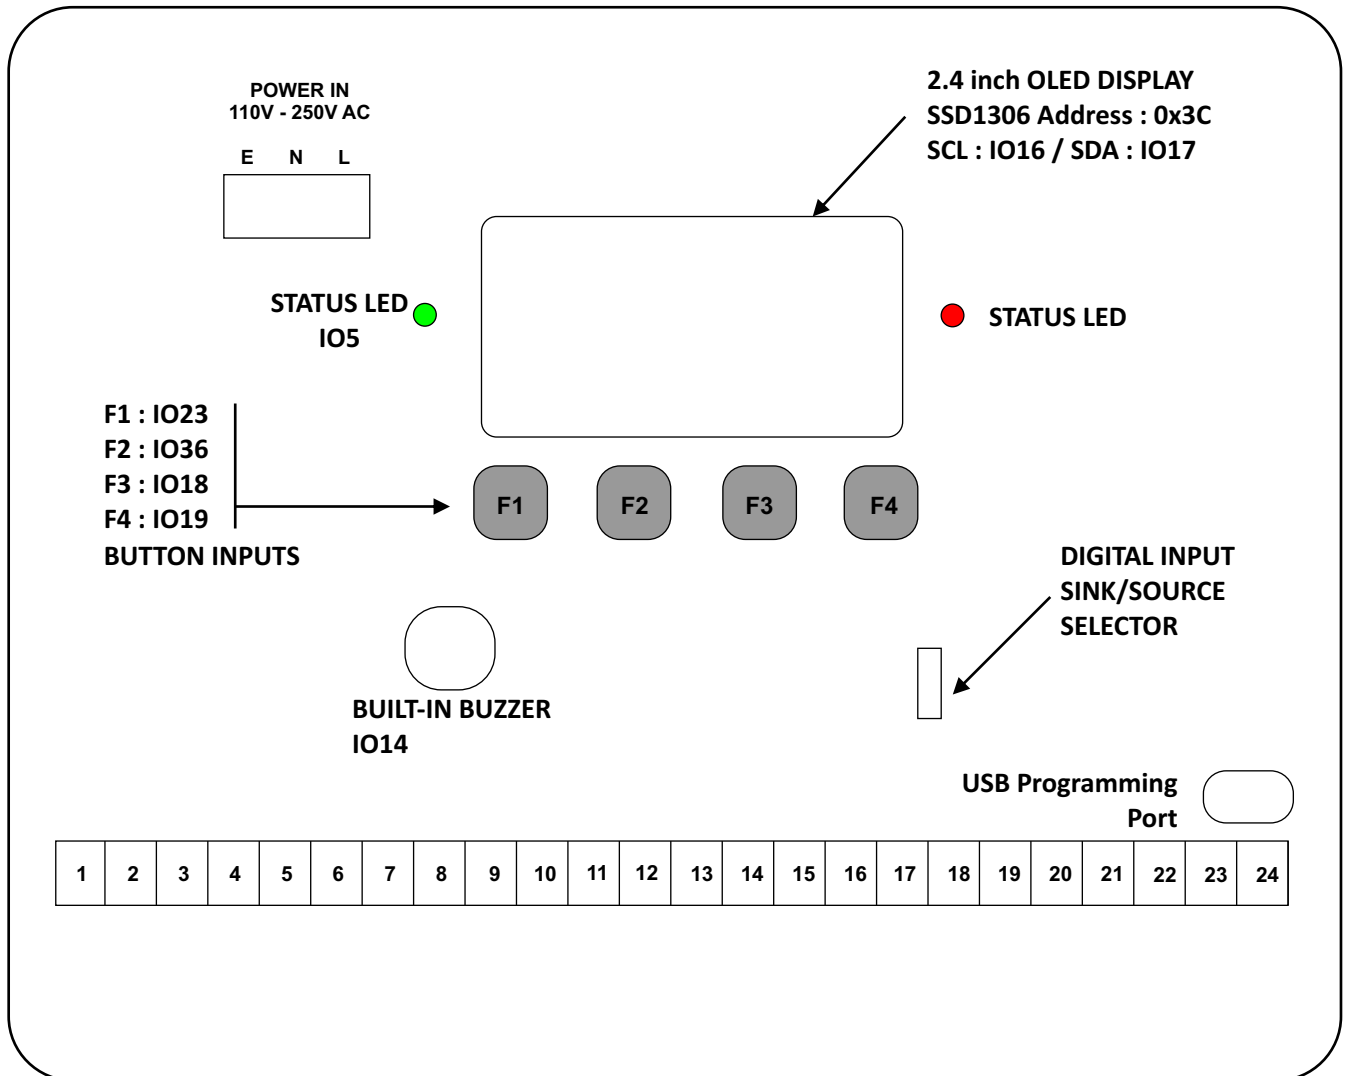 POWER IN
110V - 250V AC
E N L
2.4 inch OLED DISPLAY
SSD1306 Address : 0x3C
SCL : IO16 / SDA : IO17
STATUS LED
IO5
STATUS LED
F1 : IO23
F2 : IO36
F3 : IO18
F4 : IO19
BUTTON INPUTS
F1 F2 F3 F4
DIGITAL INPUT
SINK/SOURCE
SELECTOR
BUILT-IN BUZZER
IO14
USB Programming
Port
1 2 3 4 5 6 7 8 9 10 11 12 13 14 15 16 17 18 19 20 21 22 23 24